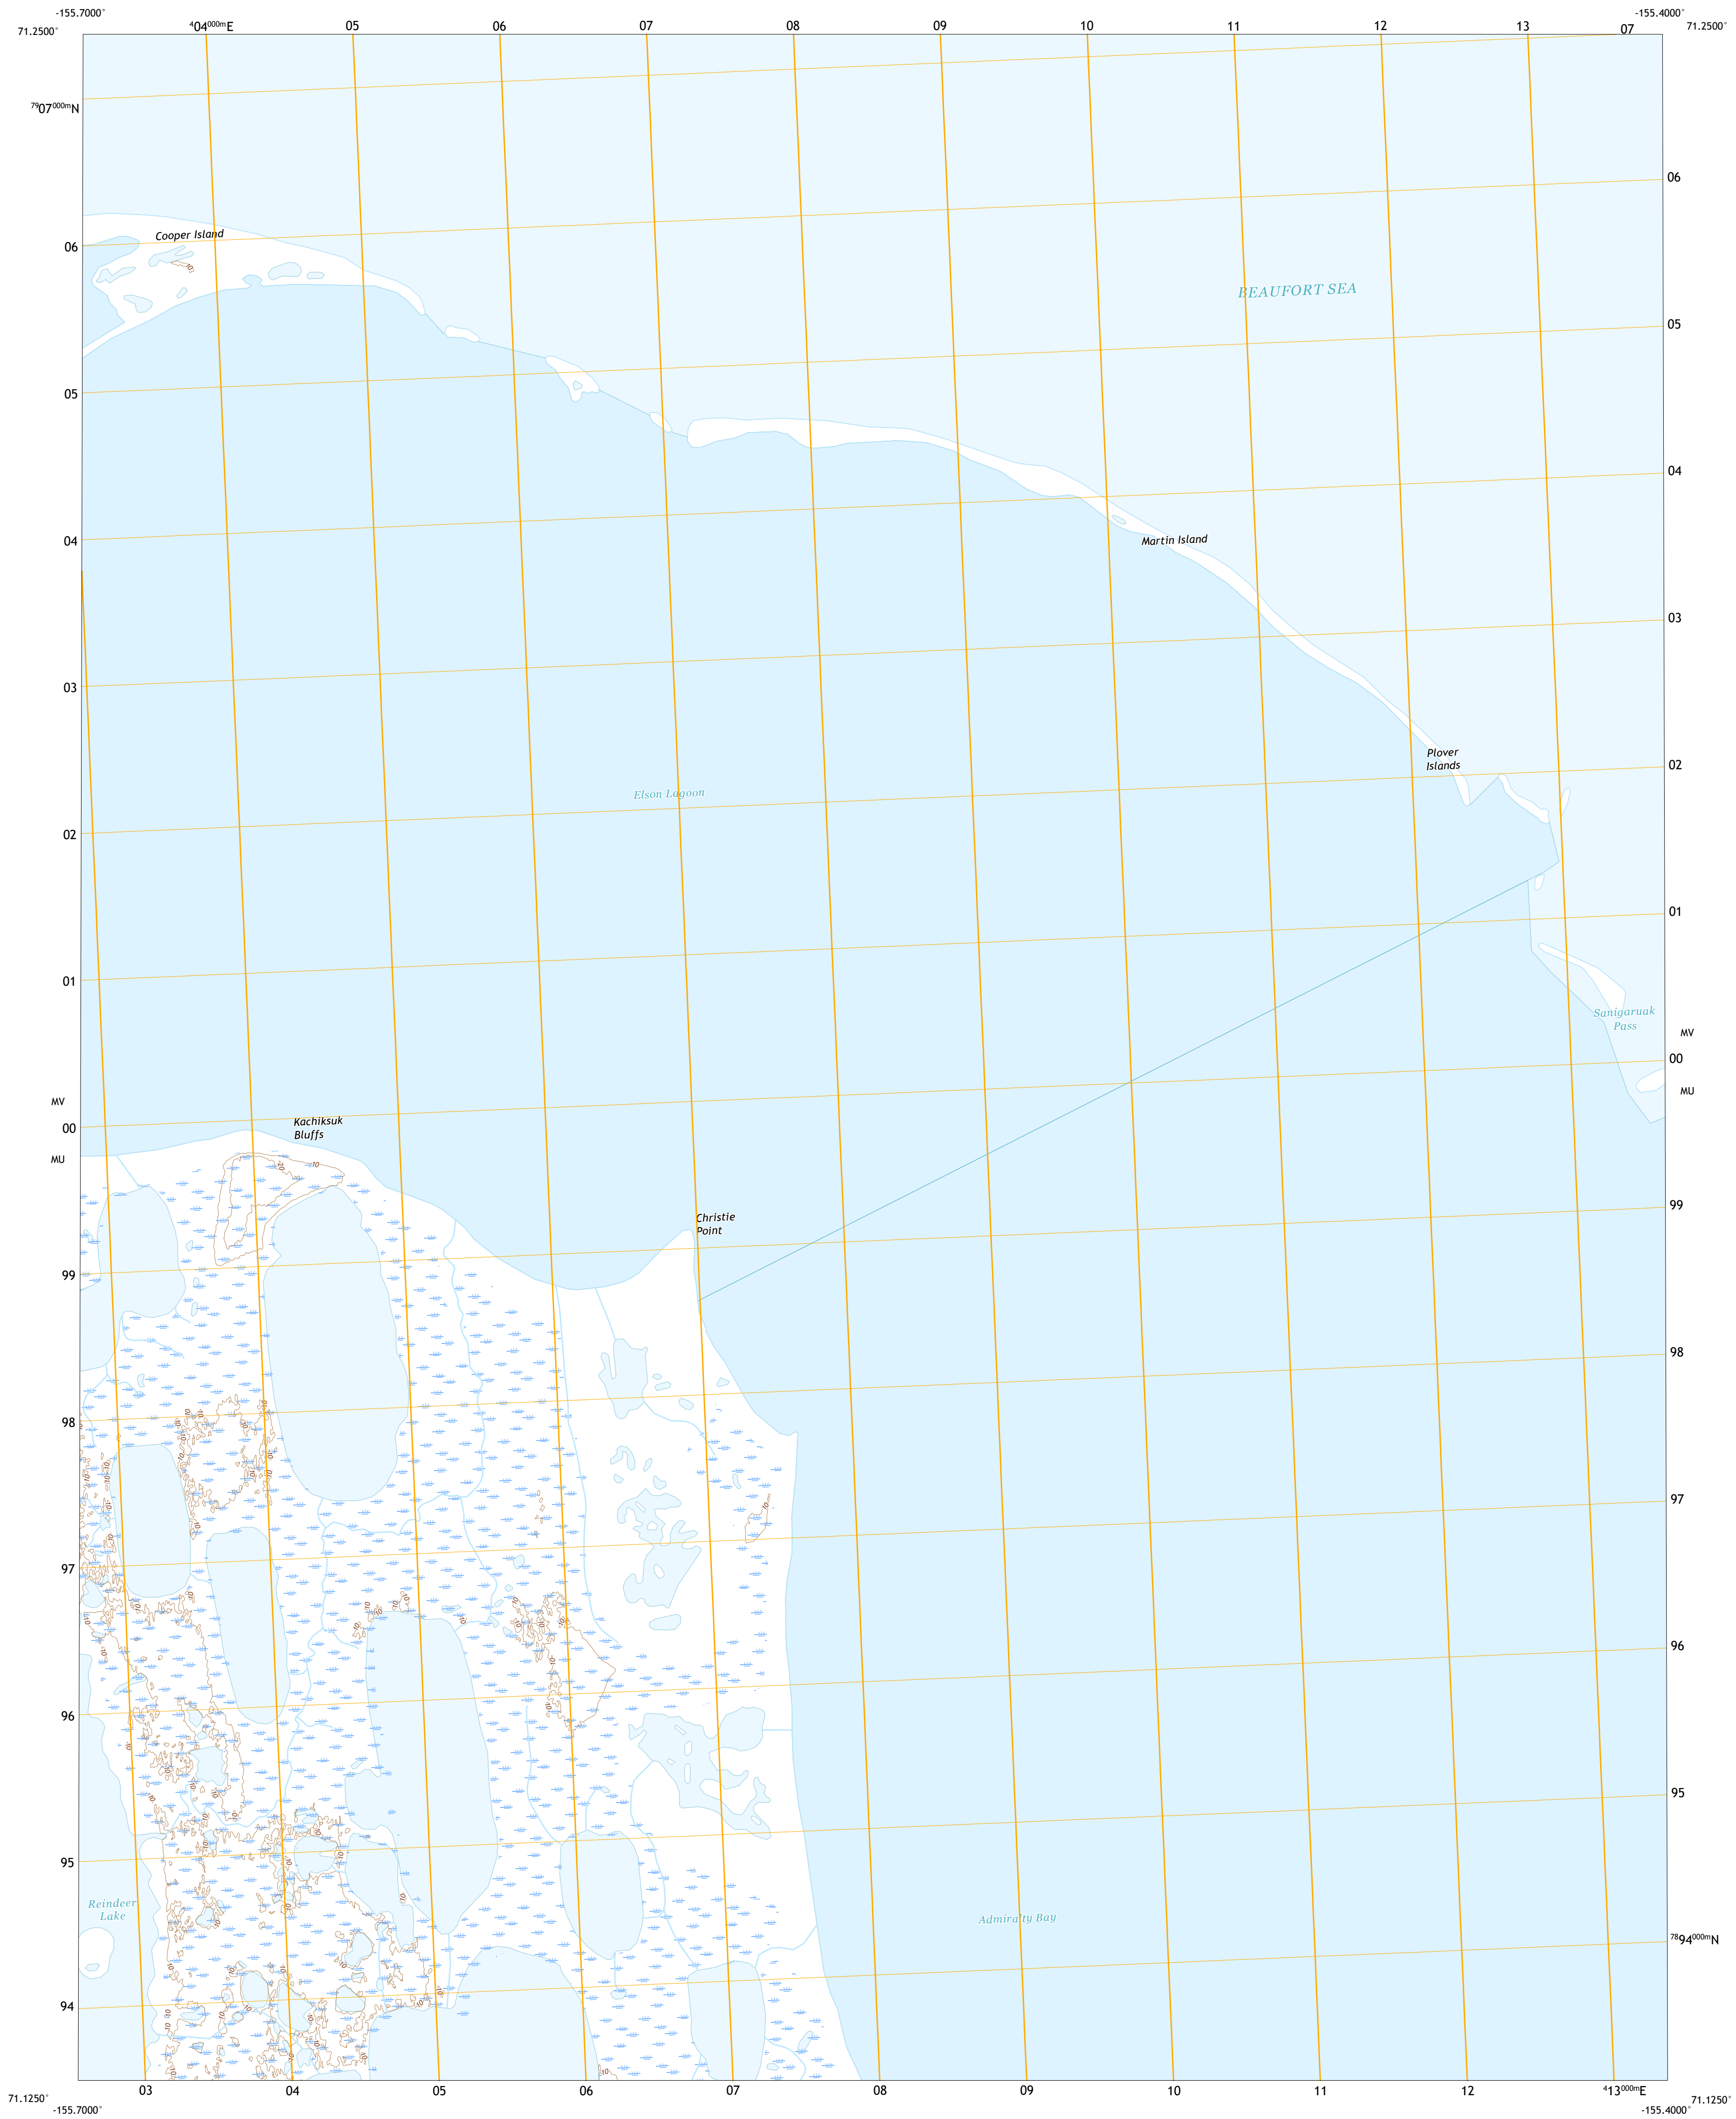 -155.7000°
-155.4000°
71.2500°
⁴04⁰⁰⁰ᵐE 05 06 07 08 09 10 11 12 13
07
71.2500°
⁷⁹07⁰⁰⁰ᵐN
06
Cooper Island
06
10
BEAUFORT SEA
05
05
04
Martin Island
04
03
03
Plover
Islands
02
Elson Lagoon
02
01
01
Sanigaruak
Pass
MV
00
MV
MU
Kachiksuk
Bluffs
00
MU
20
10
99
Christie
Point
99
98
98
97
10
97
96
96
95
95
Reindeer
Lake
Admiralty Bay
⁷⁸94⁰⁰⁰ᵐN
94
03 04 05 06 07 08 09 10 11 12 ⁴13⁰⁰⁰ᵐE
71.1250°
71.1250°
-155.7000°
-155.4000°